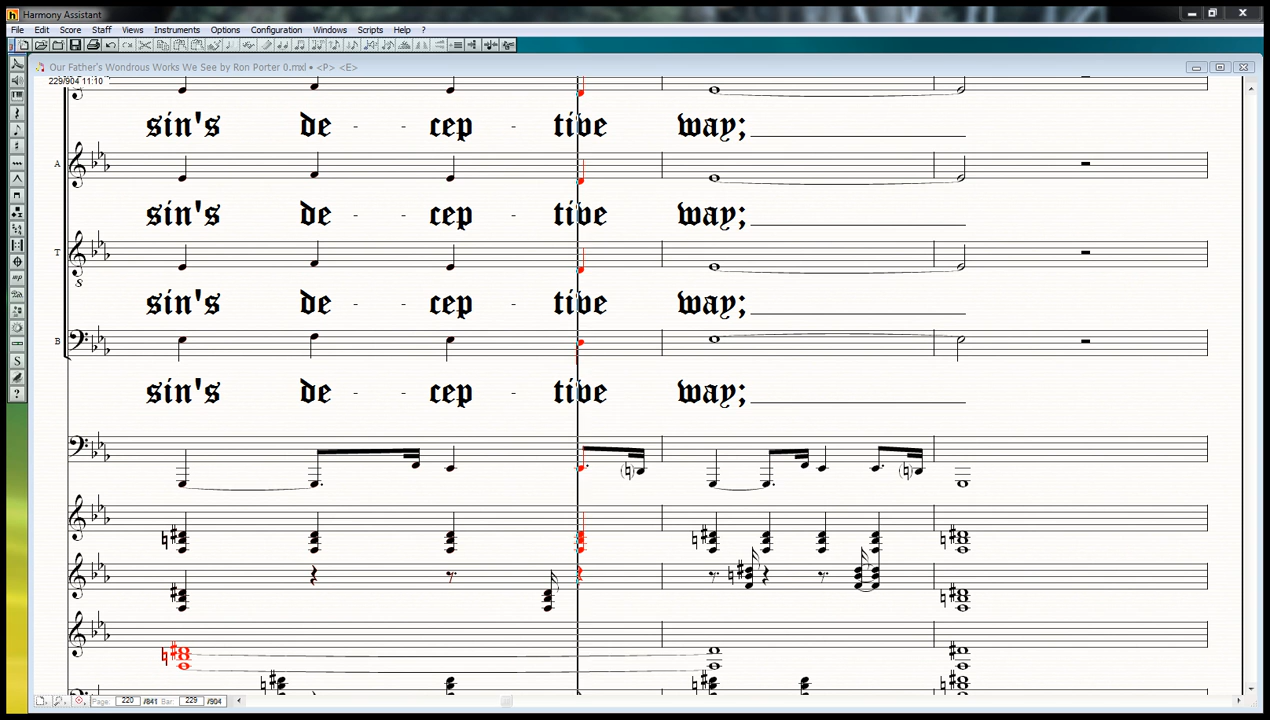 Harmony Assistant
File Edit Score Staff Views Instruments Options Configuration Windows Scripts Help ?
Our Father's Wondrous Works We See by Ron Porter 0.mxl • <P> <E>
229/904 11:10
sin's de - - cep - tive way;
A
sin's de - - cep - tive way;
T
8
sin's de - - cep - tive way;
B
sin's de - - cep - tive way;
Page: 220 /841 Bar: 229 /904